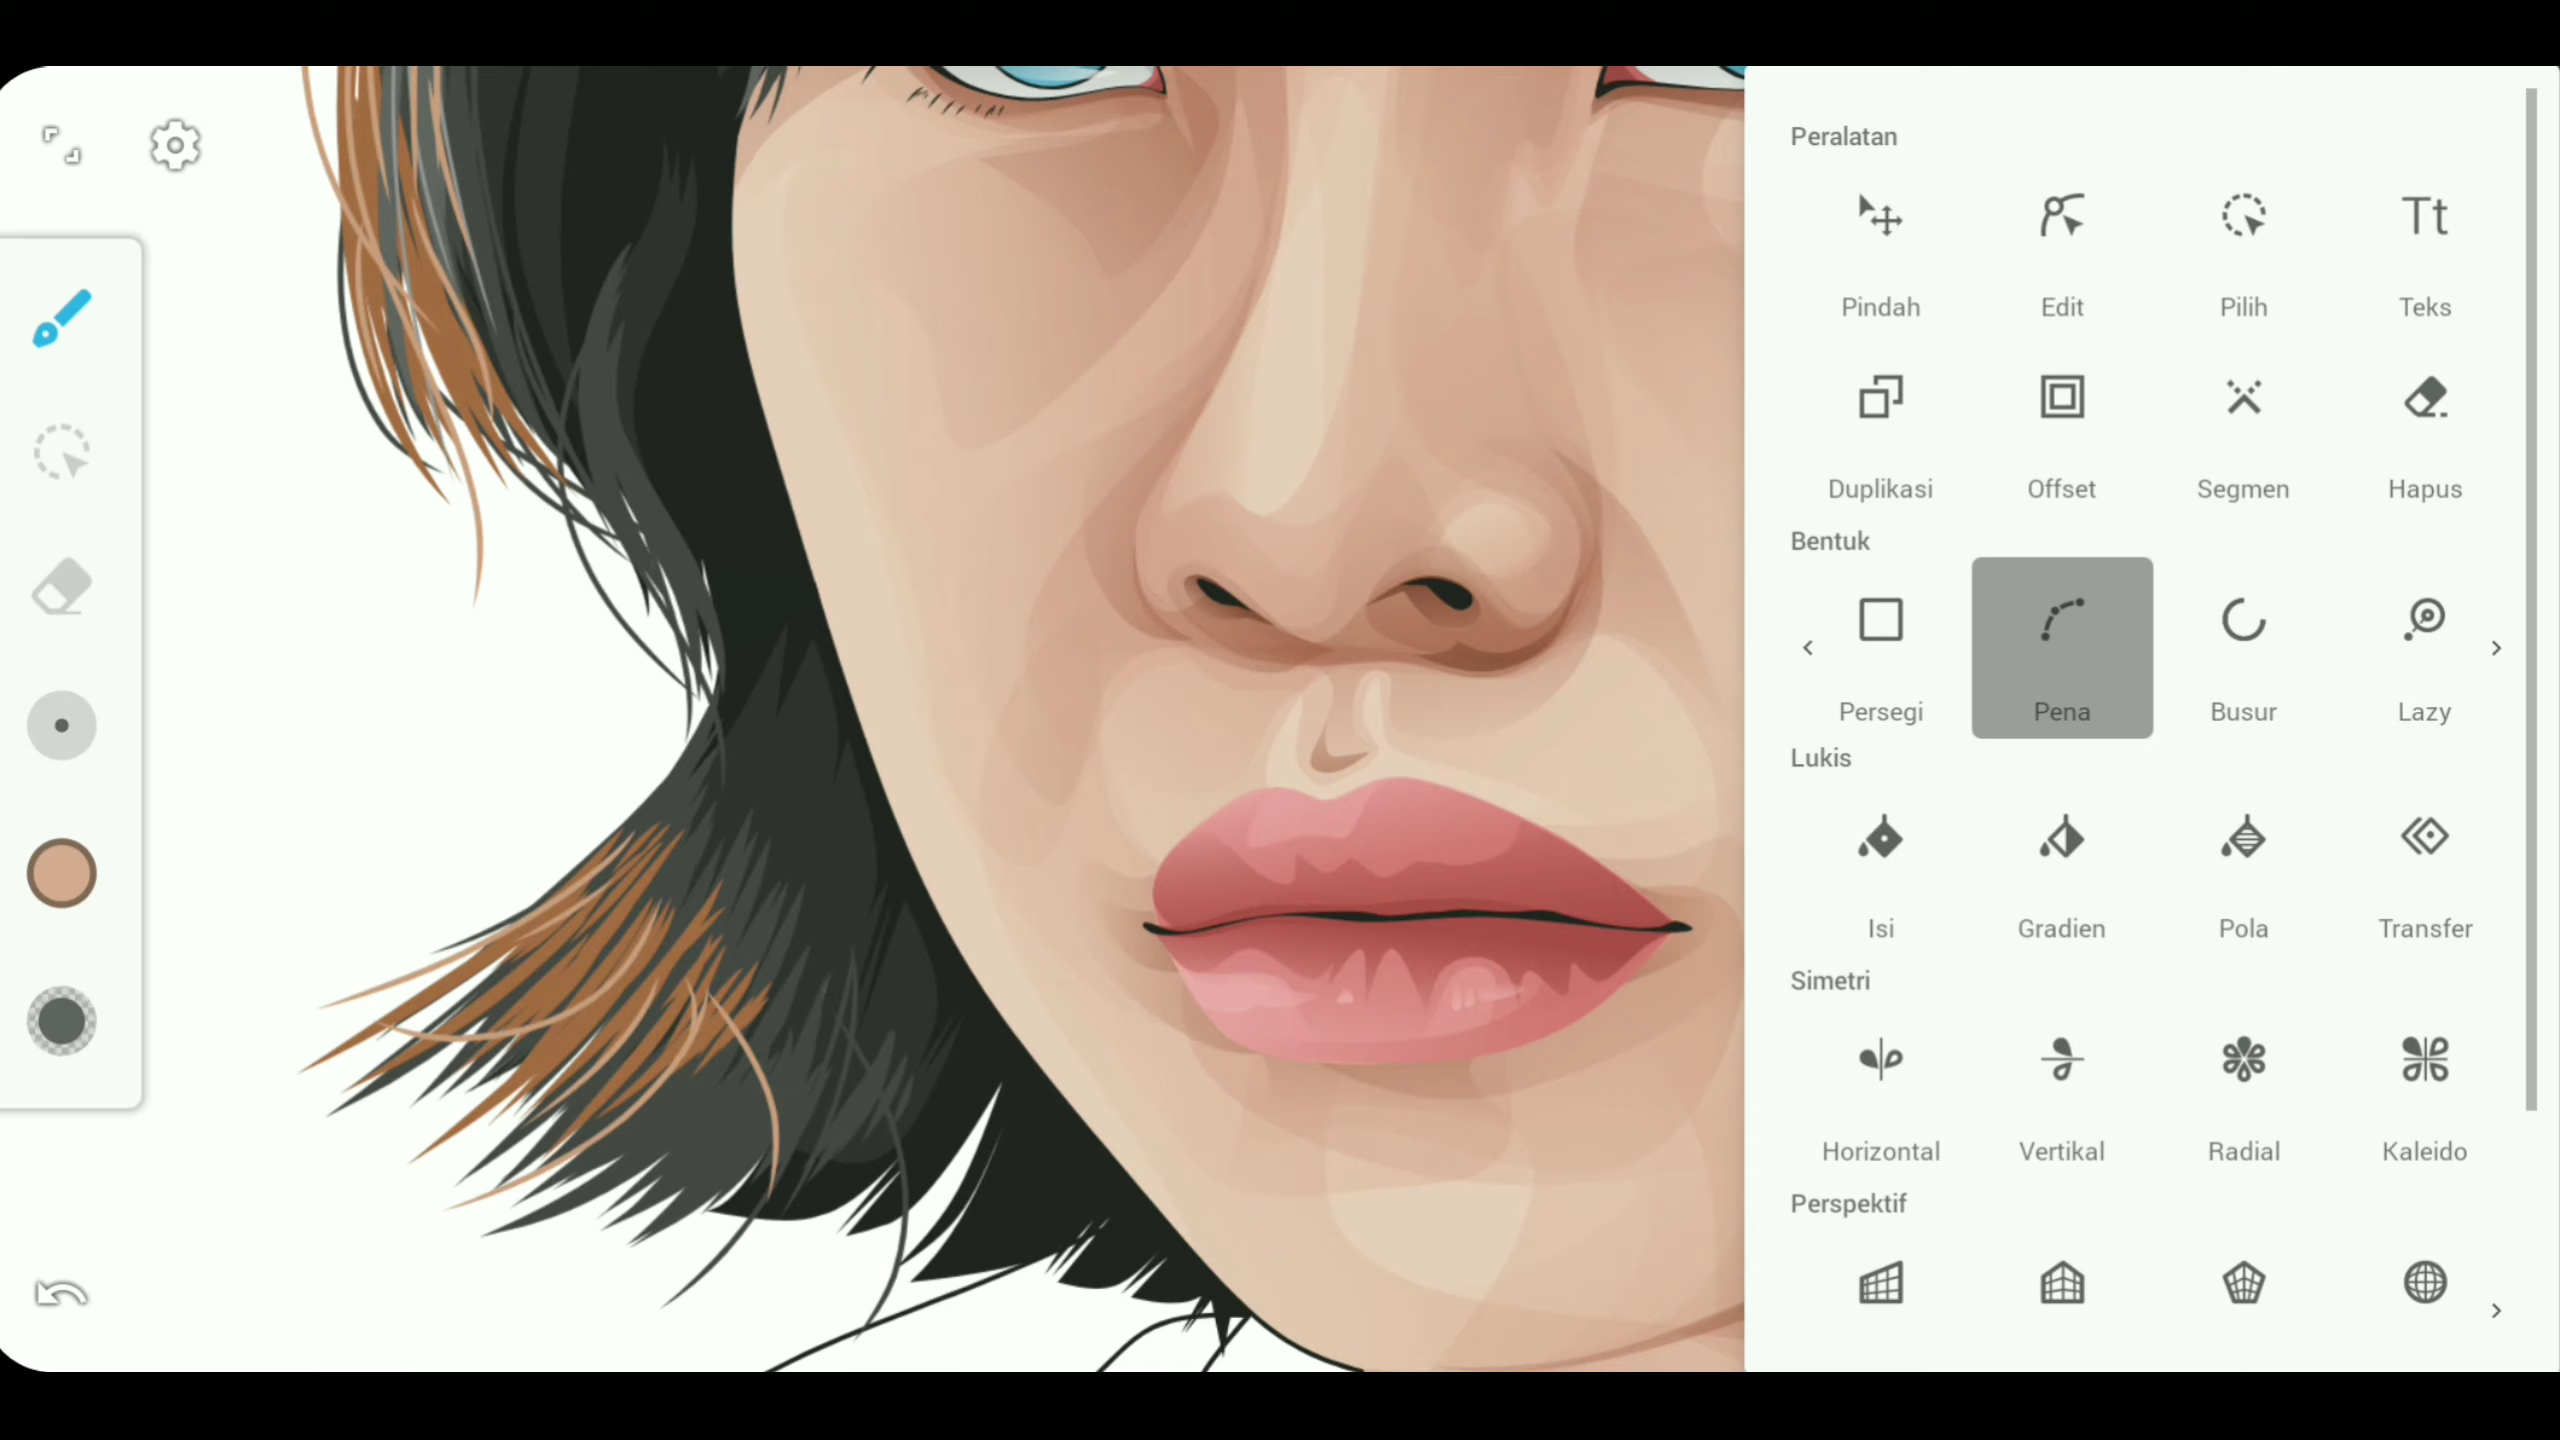 Peralatan
Pindah Edit Pilih Teks
Duplikasi Offset Segmen Hapus
Bentuk
Persegi Pena Busur Lazy
Lukis
Isi Gradien Pola Transfer
Simetri
Horizontal Vertikal Radial Kaleido
Perspektif